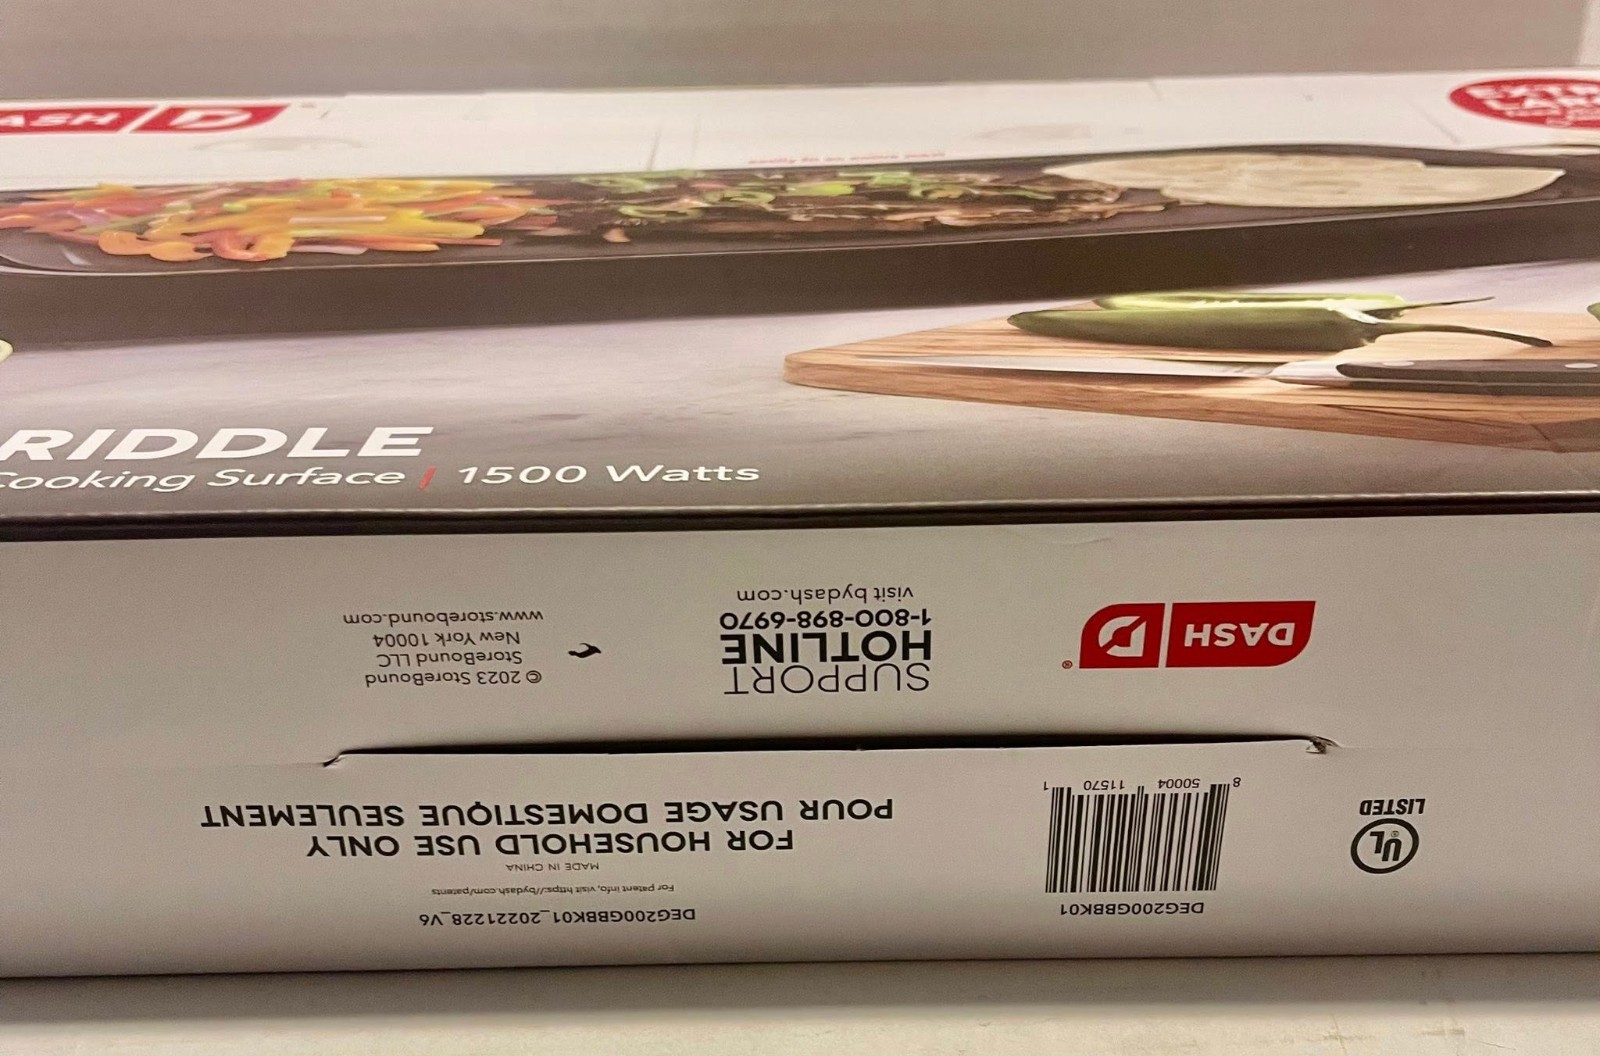 ASH
RIDDLE
Cooking Surface | 1500 Watts
DEG200GBBK01
DEG200GBBK01_20221228_V6
For patent info, visit https://bydash.com/patents
MADE IN CHINA
FOR HOUSEHOLD USE ONLY
POUR USAGE DOMESTIQUE SEULEMENT
UL®
LISTED
8 50004 11570 1
DASH
®
SUPPORT
HOTLINE
1-800-898-6970
visit bydash.com
© 2023 StoreBound
StoreBound LLC
New York 10004
www.storebound.com